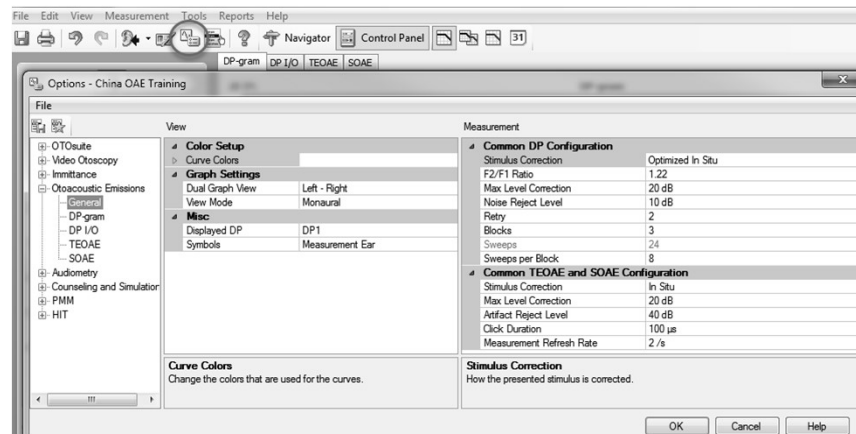 File Edit View Measurement Tools Reports Help
Navigator Control Panel 31
DP-gram DP I/O TEOAE SOAE
Options - China OAE Training
File
View
Measurement
OTOsuite
Video Otoscopy
Immittance
Otoacoustic Emissions
General
DP-gram
DP I/O
TEOAE
SOAE
Audiometry
Counseling and Simulation
PMM
HIT
Color Setup
Curve Colors
Graph Settings
Dual Graph View Left - Right
View Mode Monaural
Misc
Displayed DP DP1
Symbols Measurement Ear
Curve Colors
Change the colors that are used for the curves.
Common DP Configuration
Stimulus Correction Optimized In Situ
F2/F1 Ratio 1.22
Max Level Correction 20 dB
Noise Reject Level 10 dB
Retry 2
Blocks 3
Sweeps 24
Sweeps per Block 8
Common TEOAE and SOAE Configuration
Stimulus Correction In Situ
Max Level Correction 20 dB
Artifact Reject Level 40 dB
Click Duration 100 µs
Measurement Refresh Rate 2 /s
Stimulus Correction
How the presented stimulus is corrected.
OK Cancel Help